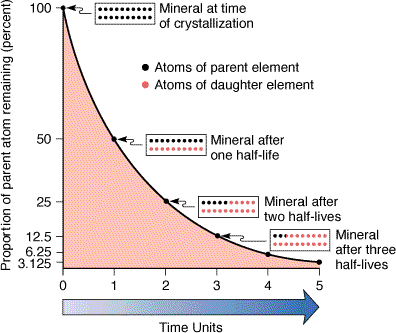 Proportion of parent atom remaining (percent)
100
50
25
12.5
6.25
3.125
Mineral at time
of crystallization
Atoms of parent element
Atoms of daughter element
Mineral after
one half-life
Mineral after
two half-lives
Mineral
after three
half-lives
0 1 2 3 4 5
Time Units